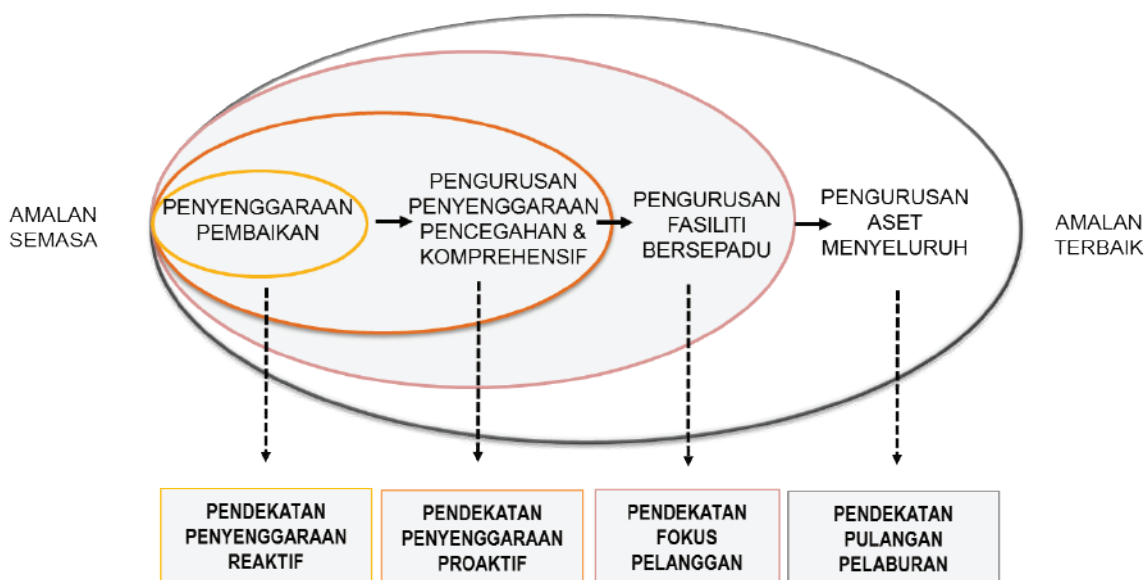 AMALAN
SEMASA
PENYENGGARAAN
PEMBAIKAN
PENGURUSAN
PENYENGGARAAN
PENCEGAHAN &
KOMPREHENSIF
PENGURUSAN
FASILITI
BERSEPADU
PENGURUSAN
ASET
MENYELURUH
AMALAN
TERBAIK
PENDEKATAN
PENYENGGARAAN
REAKTIF
PENDEKATAN
PENYENGGARAAN
PROAKTIF
PENDEKATAN
FOKUS
PELANGGAN
PENDEKATAN
PULANGAN
PELABURAN